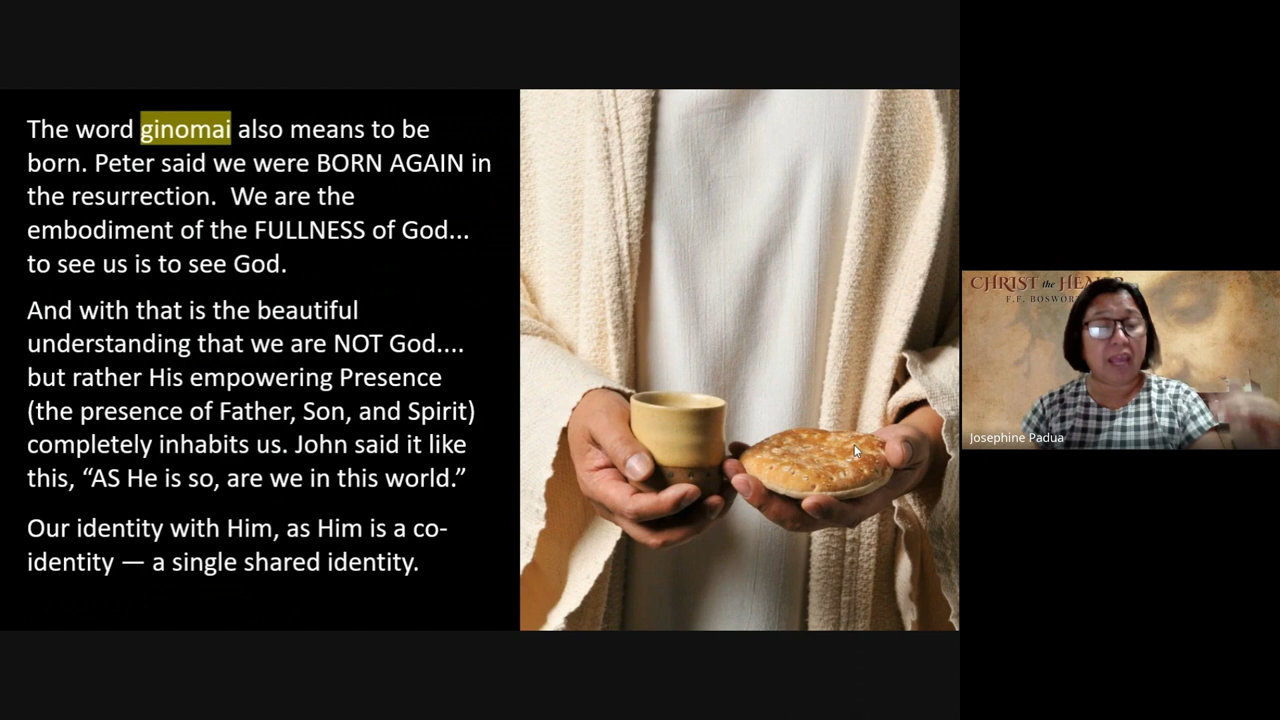 The word ginomai also means to be
born. Peter said we were BORN AGAIN in
the resurrection.  We are the
embodiment of the FULLNESS of God...
to see us is to see God.
And with that is the beautiful
understanding that we are NOT God....
but rather His empowering Presence
(the presence of Father, Son, and Spirit)
completely inhabits us. John said it like
this, “AS He is so, are we in this world.”
Our identity with Him, as Him is a co-
identity — a single shared identity.
CHRIST the
F.F.
Josephine Padua